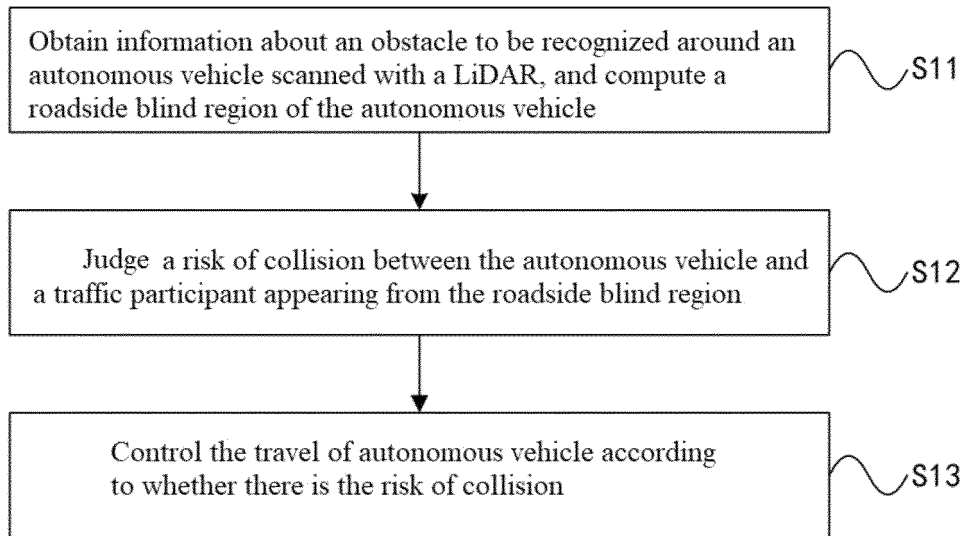 Obtain information about an obstacle to be recognized around an
autonomous vehicle scanned with a LiDAR, and compute a
roadside blind region of the autonomous vehicle
S11
Judge a risk of collision between the autonomous vehicle and
a traffic participant appearing from the roadside blind region
S12
Control the travel of autonomous vehicle according
to whether there is the risk of collision
S13